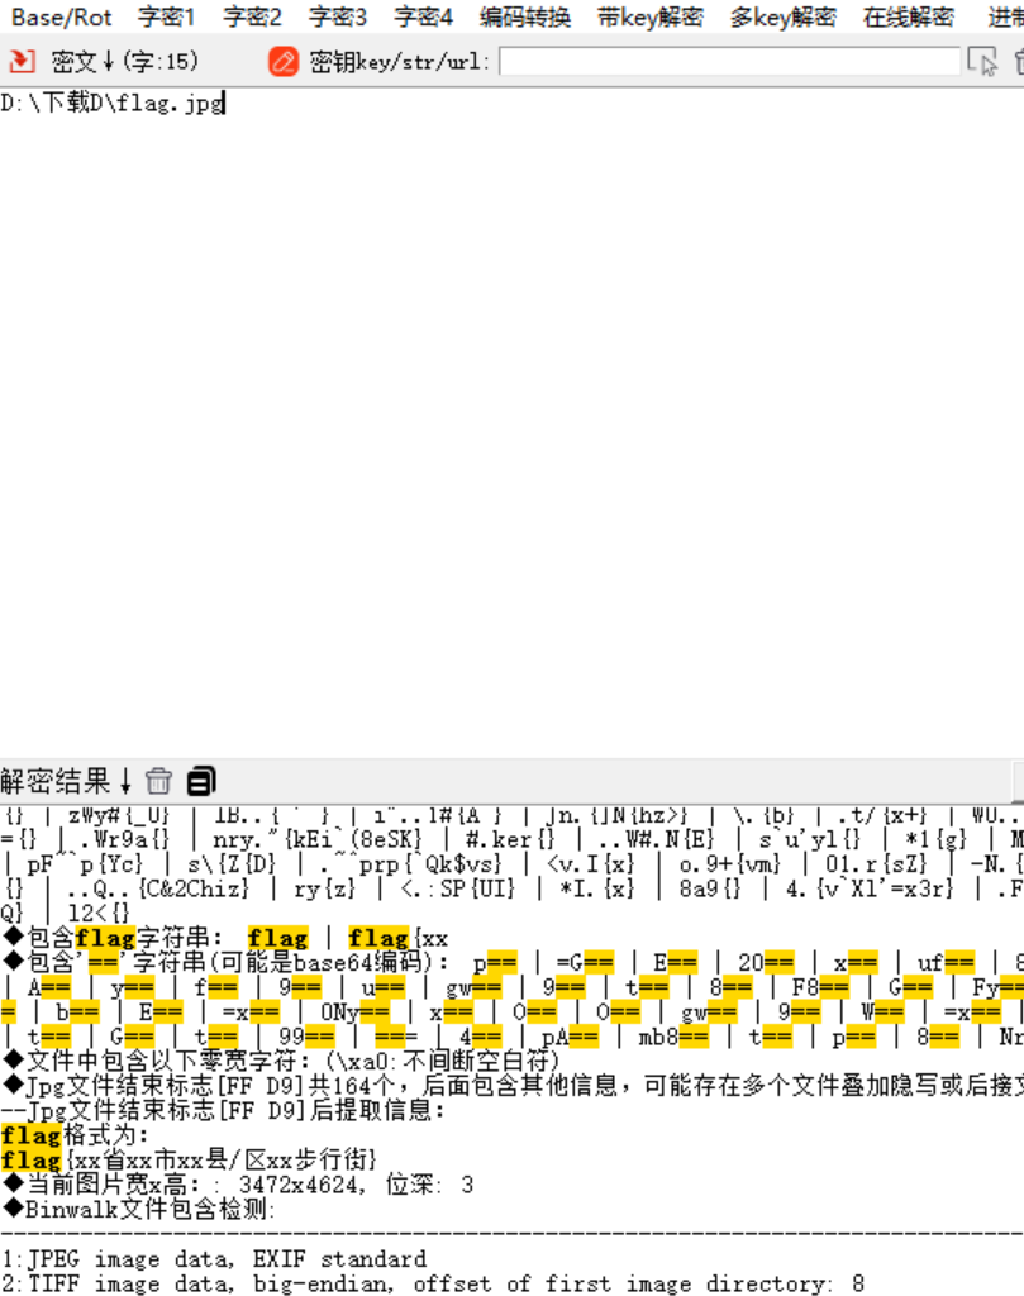 Base/Rot 字密1 字密2 字密3 字密4 编码转换 带key解密 多key解密 在线解密 进制
密文↓(字:15) 密钥key/str/url:
D:\下载D\flag.jpg
解密结果↓
={} | .Wr9a{} | nry."{kEi`(8eSK} | #.ker{} | ..W#.N{E} | s`u'yl{} | *1{g} | M
| pF^^p{Yc} | s\{Z{D} | .^^prp{`Qk$vs} | <v.I{x} | o.9+{vm} | O1.r{sZ} | -N.{
{} | ..Q..{C&2Chiz} | ry{z} | <.:SP{UI} | *I.{x} | 8a9{} | 4.{v`Xl'=x3r} | .F
Q} | l2<{}
◆包含flag字符串: flag | flag{xx
◆包含'=='字符串(可能是base64编码): p== | =G== | E== | 20== | x== | uf== | 8
| A== | y== | f== | 9== | u== | gw== | 9== | t== | 8== | F8== | G== | Fy==
= | b== | E== | =x== | ONy== | x== | O== | O== | gw== | 9== | W== | =x== |
| t== | G== | t== | 99== | === | 4== | pA== | mb8== | t== | p== | 8== | Nr
◆文件中包含以下零宽字符: (\xa0:不间断空白符)
◆Jpg文件结束标志[FF D9]共164个, 后面包含其他信息, 可能存在多个文件叠加隐写或后接文
--Jpg文件结束标志[FF D9]后提取信息:
flag格式为:
flag{xx省xx市xx县/区xx步行街}
◆当前图片宽x高: : 3472x4624, 位深: 3
◆Binwalk文件包含检测:
1:JPEG image data, EXIF standard
2:TIFF image data, big-endian, offset of first image directory: 8